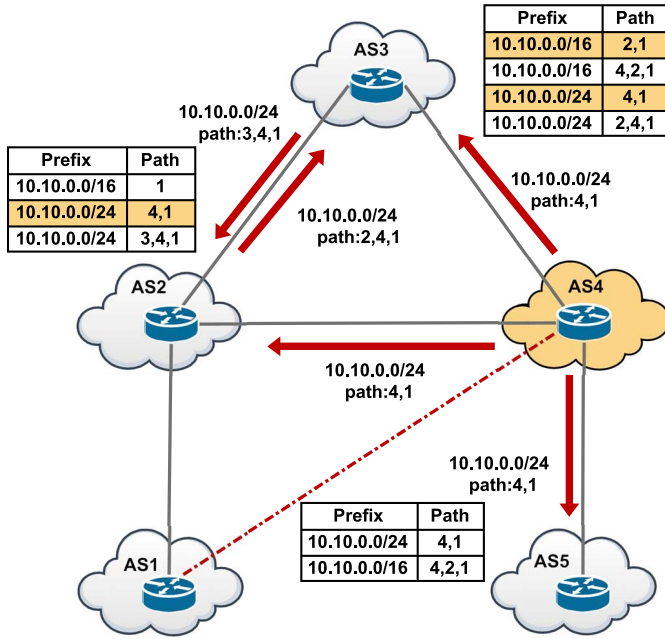 Prefix Path
10.10.0.0/16 2,1
10.10.0.0/16 4,2,1
10.10.0.0/24 4,1
10.10.0.0/24 2,4,1
AS3
10.10.0.0/24
path:3,4,1
Prefix Path
10.10.0.0/16 1
10.10.0.0/24 4,1
10.10.0.0/24 3,4,1
10.10.0.0/24
path:4,1
10.10.0.0/24
path:2,4,1
AS2
AS4
10.10.0.0/24
path:4,1
10.10.0.0/24
path:4,1
Prefix Path
10.10.0.0/24 4,1
10.10.0.0/16 4,2,1
AS1
AS5